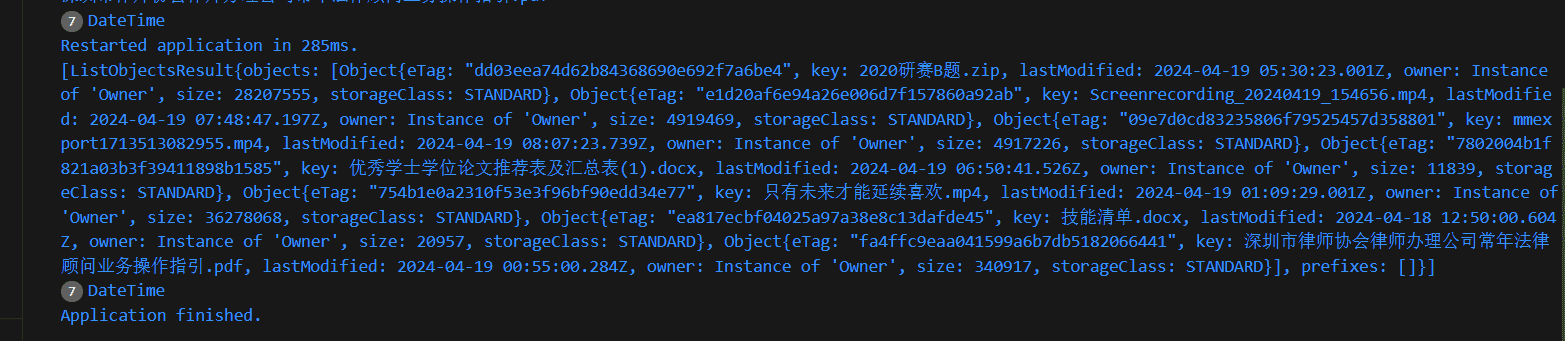 7 DateTime
Restarted application in 285ms.
[ListObjectsResult{objects: [Object{eTag: "dd03eea74d62b84368690e692f7a6be4", key: 2020研赛B题.zip, lastModified: 2024-04-19 05:30:23.001Z, owner: Instance
of 'Owner', size: 28207555, storageClass: STANDARD}, Object{eTag: "e1d20af6e94a26e006d7f157860a92ab", key: Screenrecording_20240419_154656.mp4, lastModifie
d: 2024-04-19 07:48:47.197Z, owner: Instance of 'Owner', size: 4919469, storageClass: STANDARD}, Object{eTag: "09e7d0cd83235806f79525457d358801", key: mmex
port1713513082955.mp4, lastModified: 2024-04-19 08:07:23.739Z, owner: Instance of 'Owner', size: 4917226, storageClass: STANDARD}, Object{eTag: "7802004b1f
821a03b3f39411898b1585", key: 优秀学士学位论文推荐表及汇总表(1).docx, lastModified: 2024-04-19 06:50:41.526Z, owner: Instance of 'Owner', size: 11839, storag
eClass: STANDARD}, Object{eTag: "754b1e0a2310f53e3f96bf90edd34e77", key: 只有未来才能延续喜欢.mp4, lastModified: 2024-04-19 01:09:29.001Z, owner: Instance of
'Owner', size: 36278068, storageClass: STANDARD}, Object{eTag: "ea817ecbf04025a97a38e8c13dafde45", key: 技能清单.docx, lastModified: 2024-04-18 12:50:00.604
Z, owner: Instance of 'Owner', size: 20957, storageClass: STANDARD}, Object{eTag: "fa4ffc9eaa041599a6b7db5182066441", key: 深圳市律师协会律师办理公司常年法律
顾问业务操作指引.pdf, lastModified: 2024-04-19 00:55:00.284Z, owner: Instance of 'Owner', size: 340917, storageClass: STANDARD}], prefixes: []}]
7 DateTime
Application finished.